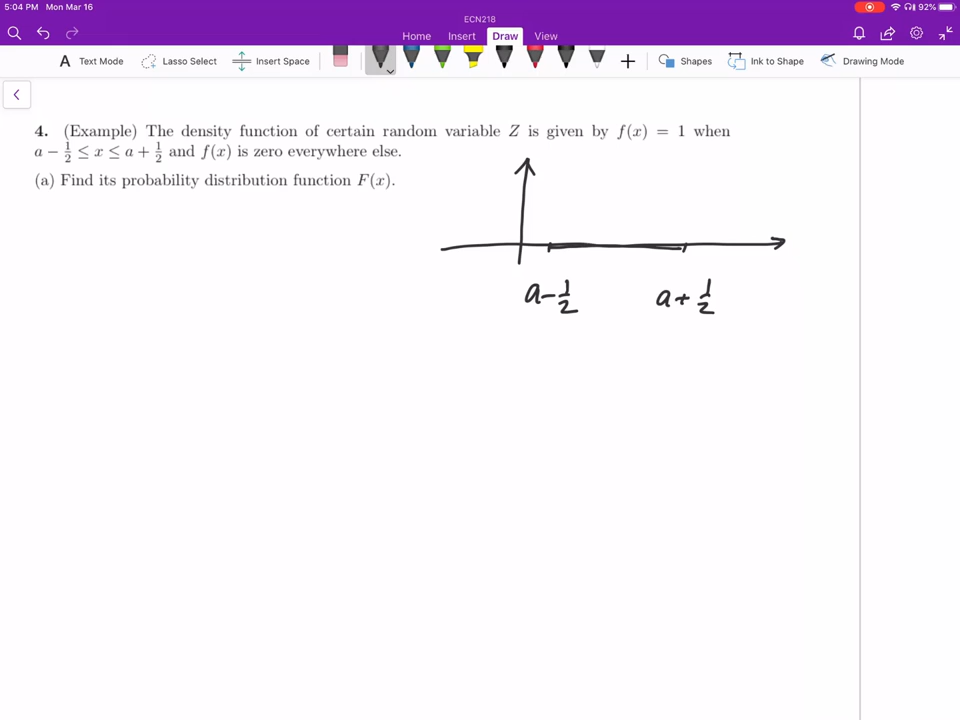 5:04 PM Mon Mar 16
92%
ECN218
Home Insert Draw View
A Text Mode Lasso Select Insert Space Shapes Ink to Shape Drawing Mode
4. (Example) The density function of certain random variable Z is given by f(x) = 1 when
a − 1/2 ≤ x ≤ a + 1/2 and f(x) is zero everywhere else.
(a) Find its probability distribution function F(x).
a − 1/2 a + 1/2